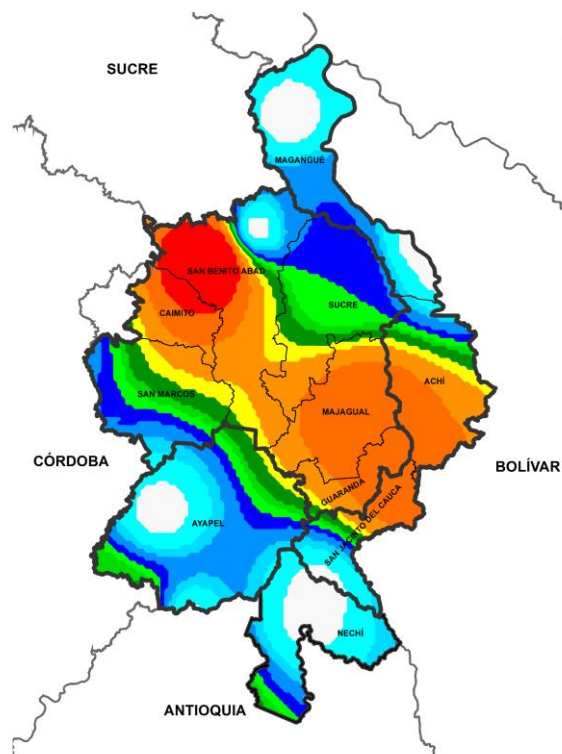 SUCRE
MAGANGUÉ
SAN BENITO ABAD
CAIMITO
SUCRE
SAN MARCOS
ACHÍ
MAJAGUAL
CÓRDOBA
BOLÍVAR
GUARANDA
SAN JACINTO DEL CAUCA
AYAPEL
NECHÍ
ANTIOQUIA